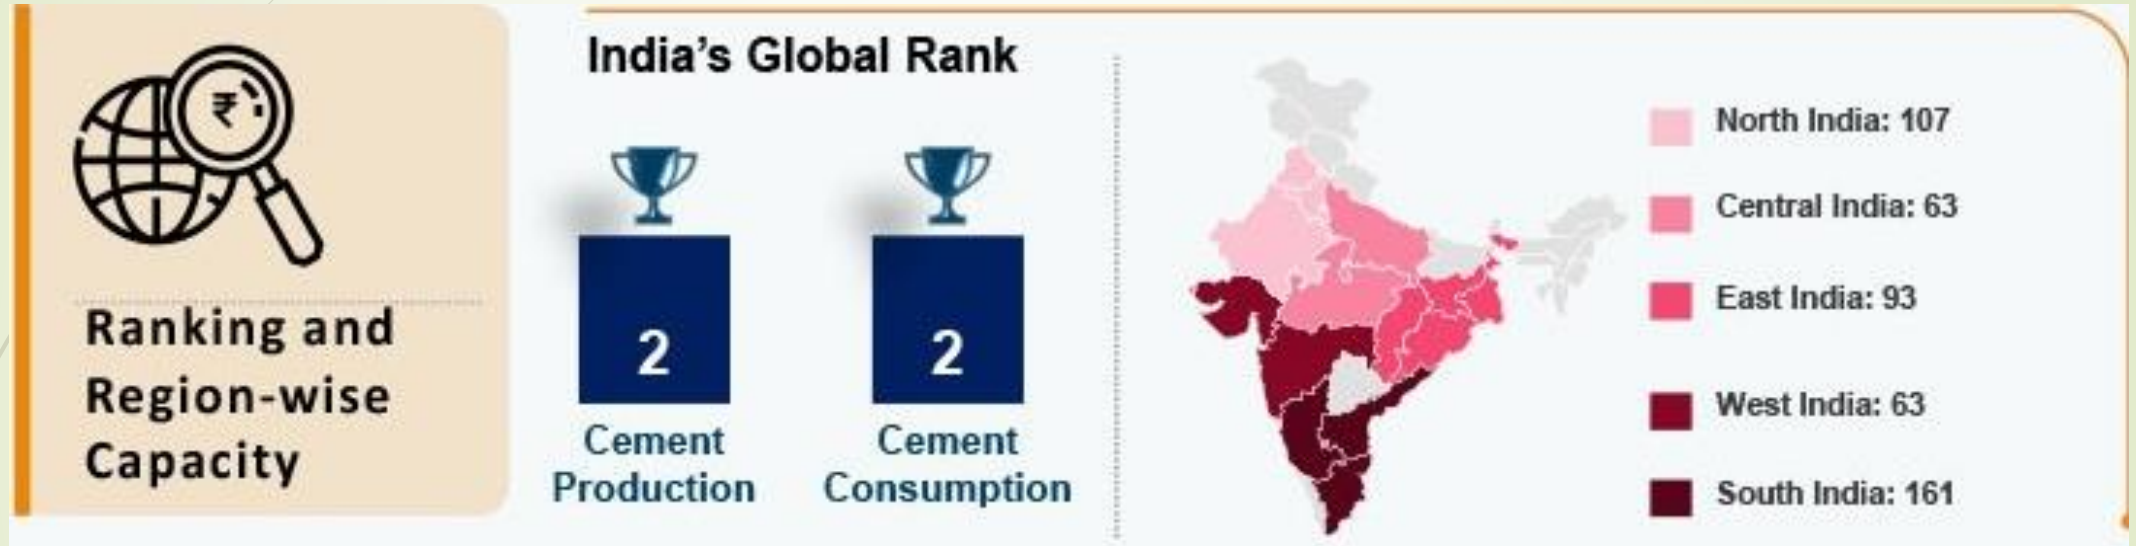 ₹
Ranking and
Region-wise
Capacity
India's Global Rank
2
Cement
Production
2
Cement
Consumption
North India: 107
Central India: 63
East India: 93
West India: 63
South India: 161